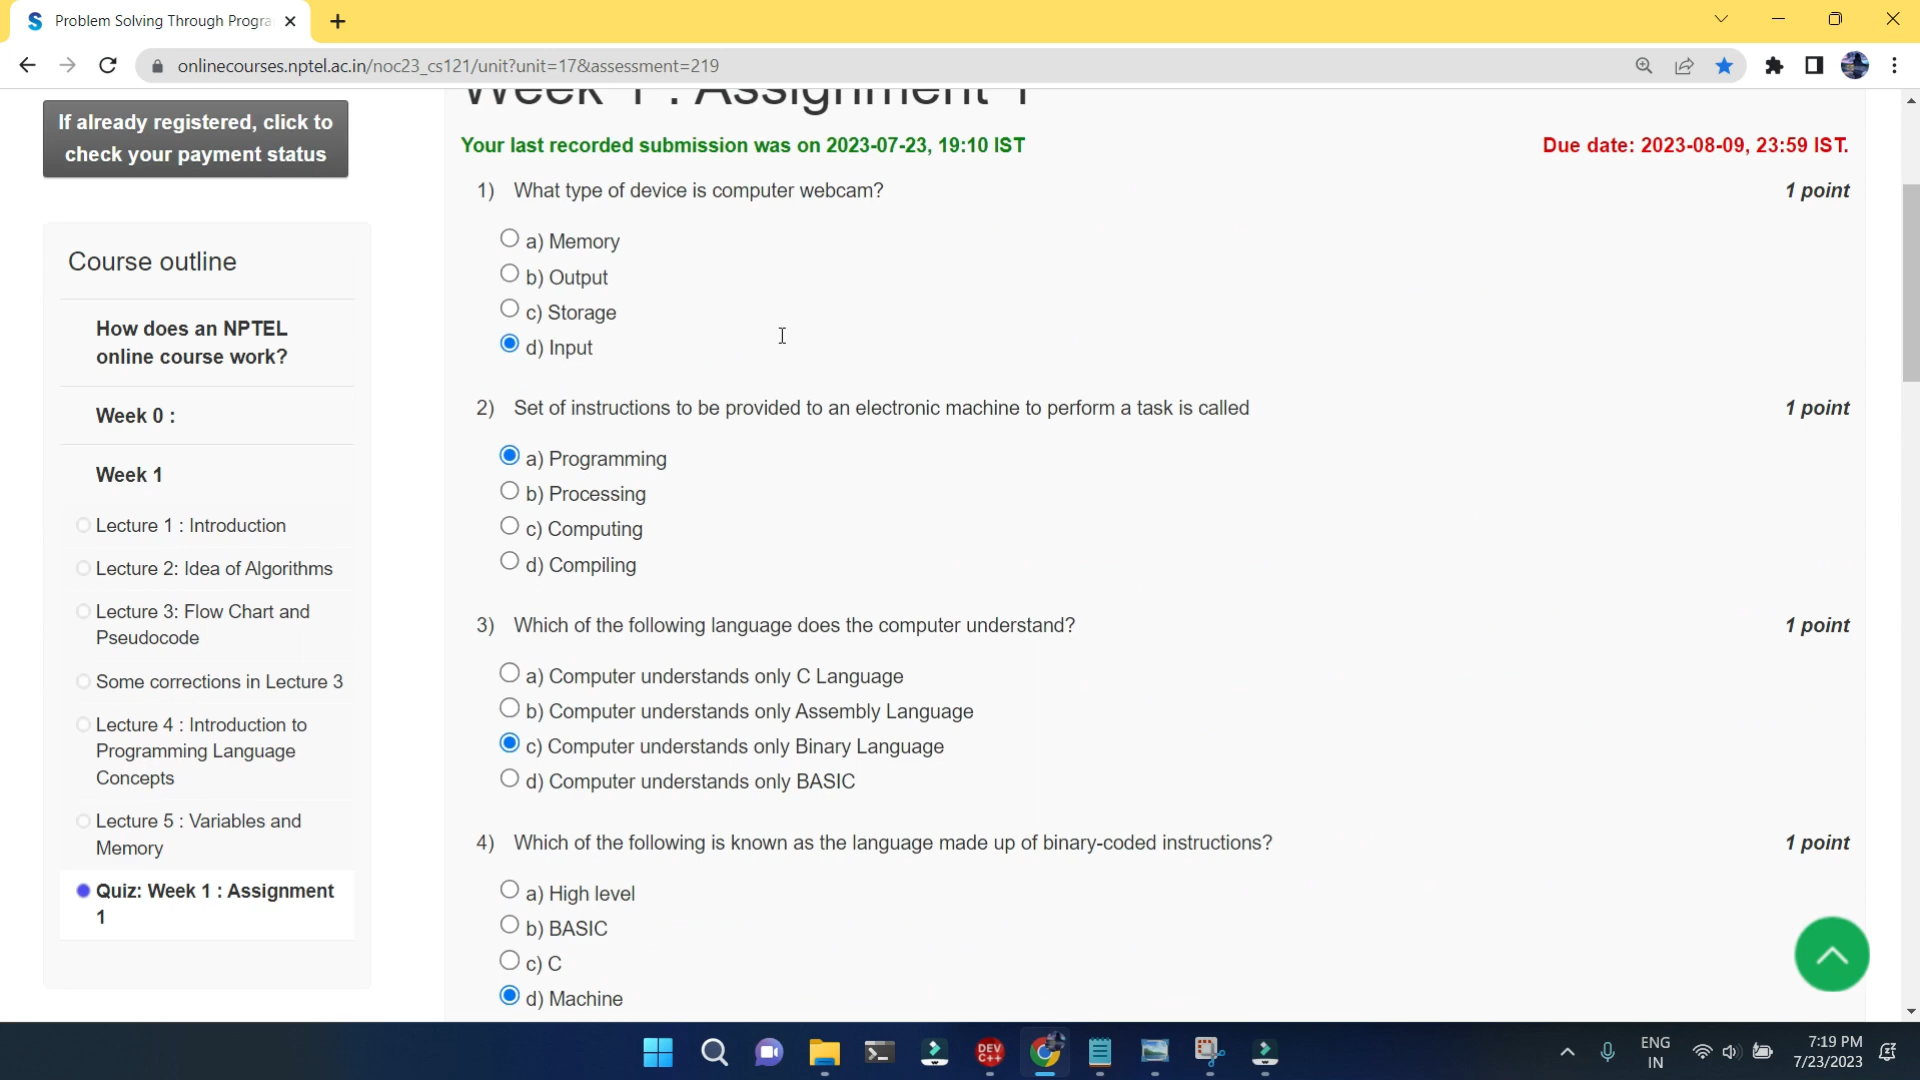 Problem Solving Through Progra
onlinecourses.nptel.ac.in/noc23_cs121/unit?unit=17&assessment=219
If already registered, click to
check your payment status
Course outline
How does an NPTEL
online course work?
Week 0 :
Week 1
Lecture 1 : Introduction
Lecture 2: Idea of Algorithms
Lecture 3: Flow Chart and
Pseudocode
Some corrections in Lecture 3
Lecture 4 : Introduction to
Programming Language
Concepts
Lecture 5 : Variables and
Memory
Quiz: Week 1 : Assignment
1
Week 1 : Assignment 1
Your last recorded submission was on 2023-07-23, 19:10 IST
Due date: 2023-08-09, 23:59 IST.
1) What type of device is computer webcam?
1 point
a) Memory
b) Output
c) Storage
d) Input
2) Set of instructions to be provided to an electronic machine to perform a task is called
1 point
a) Programming
b) Processing
c) Computing
d) Compiling
3) Which of the following language does the computer understand?
1 point
a) Computer understands only C Language
b) Computer understands only Assembly Language
c) Computer understands only Binary Language
d) Computer understands only BASIC
4) Which of the following is known as the language made up of binary-coded instructions?
1 point
a) High level
b) BASIC
c) C
d) Machine
DEV
C++
ENG
IN
7:19 PM
7/23/2023